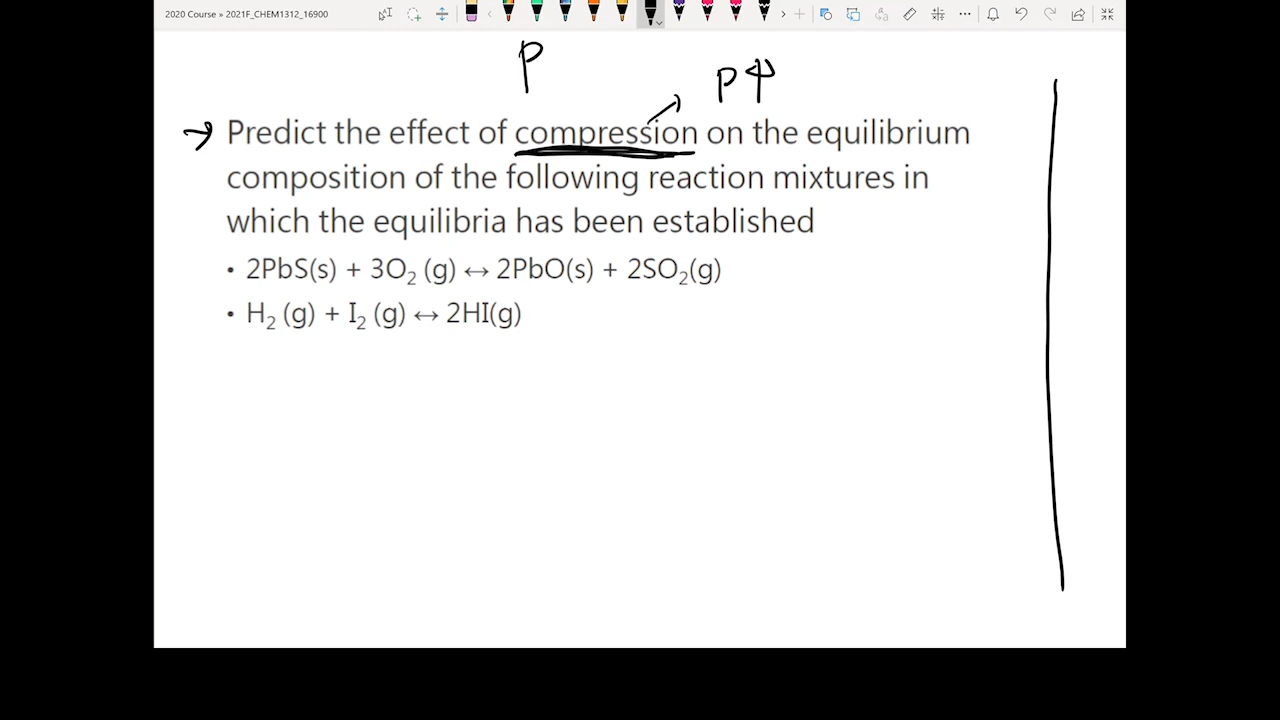 2020 Course » 2021F_CHEM1312_16900
P
P↑
→ Predict the effect of compression on the equilibrium
composition of the following reaction mixtures in
which the equilibria has been established
• 2PbS(s) + 3O₂ (g) ↔ 2PbO(s) + 2SO₂(g)
• H₂ (g) + I₂ (g) ↔ 2HI(g)